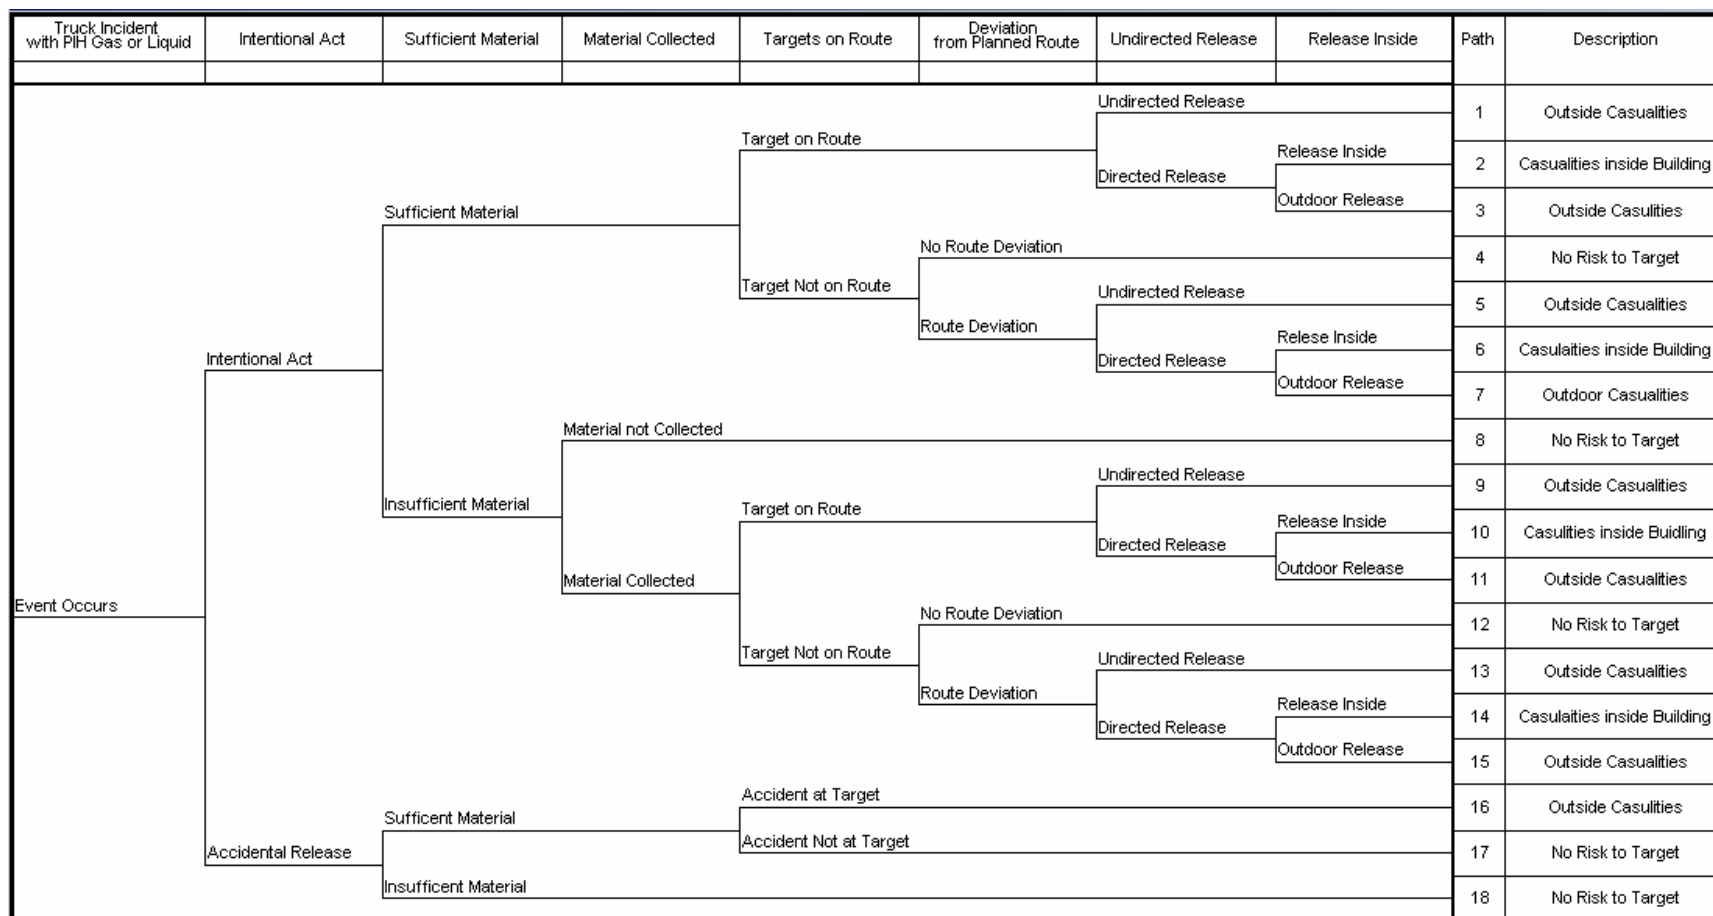 Truck Incident
with PIH Gas or Liquid
Intentional Act
Sufficient Material
Material Collected
Targets on Route
Deviation
from Planned Route
Undirected Release
Release Inside
Path
Description
Undirected Release
1
Outside Casualities
Target on Route
Release Inside
2
Casualities inside Building
Directed Release
Outdoor Release
3
Outside Casulities
Sufficient Material
No Route Deviation
4
No Risk to Target
Target Not on Route
Undirected Release
5
Outside Casualities
Route Deviation
Relese Inside
6
Casulaities inside Building
Intentional Act
Directed Release
Outdoor Release
7
Outdoor Casualities
Material not Collected
8
No Risk to Target
Undirected Release
9
Outside Casualities
Insufficient Material
Target on Route
Release Inside
10
Casulities inside Buidling
Directed Release
Outdoor Release
11
Outside Casualities
Material Collected
Event Occurs
No Route Deviation
12
No Risk to Target
Target Not on Route
Undirected Release
13
Outside Casualities
Route Deviation
Release Inside
14
Casulaities inside Building
Directed Release
Outdoor Release
15
Outside Casualities
Accident at Target
16
Outside Casulities
Sufficent Material
Accident Not at Target
17
No Risk to Target
Accidental Release
Insufficent Material
18
No Risk to Target